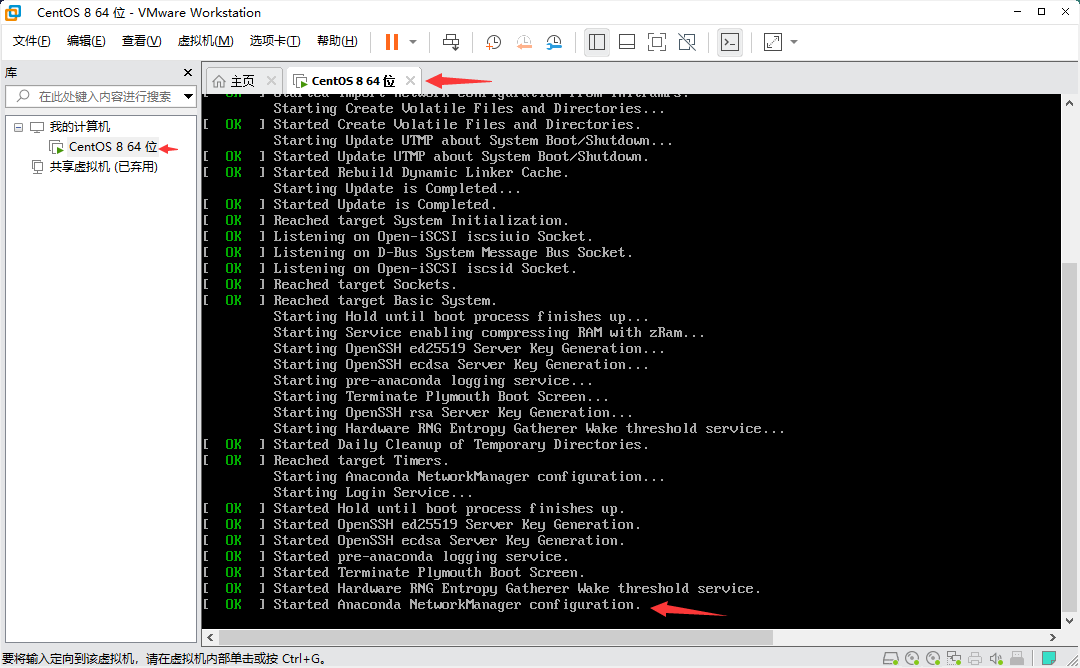 CentOS 8 64 位 - VMware Workstation
文件(F) 编辑(E) 查看(V) 虚拟机(M) 选项卡(T) 帮助(H)
库
在此处键入内容进行搜索
我的计算机
CentOS 8 64 位
共享虚拟机 (已弃用)
主页 CentOS 8 64 位
[ OK ] Started Import network configuration from initramfs.
Starting Create Volatile Files and Directories...
[ OK ] Started Create Volatile Files and Directories.
Starting Update UTMP about System Boot/Shutdown...
[ OK ] Started Update UTMP about System Boot/Shutdown.
[ OK ] Started Rebuild Dynamic Linker Cache.
Starting Update is Completed...
[ OK ] Started Update is Completed.
[ OK ] Reached target System Initialization.
[ OK ] Listening on Open-iSCSI iscsiuio Socket.
[ OK ] Listening on D-Bus System Message Bus Socket.
[ OK ] Listening on Open-iSCSI iscsid Socket.
[ OK ] Reached target Sockets.
[ OK ] Reached target Basic System.
Starting Hold until boot process finishes up...
Starting Service enabling compressing RAM with zRam...
Starting OpenSSH ed25519 Server Key Generation...
Starting OpenSSH ecdsa Server Key Generation...
Starting pre-anaconda logging service...
Starting Terminate Plymouth Boot Screen...
Starting OpenSSH rsa Server Key Generation...
Starting Hardware RNG Entropy Gatherer Wake threshold service...
[ OK ] Started Daily Cleanup of Temporary Directories.
[ OK ] Reached target Timers.
Starting Anaconda NetworkManager configuration...
Starting Login Service...
[ OK ] Started Hold until boot process finishes up.
[ OK ] Started OpenSSH ed25519 Server Key Generation.
[ OK ] Started OpenSSH ecdsa Server Key Generation.
[ OK ] Started pre-anaconda logging service.
[ OK ] Started Terminate Plymouth Boot Screen.
[ OK ] Started Hardware RNG Entropy Gatherer Wake threshold service.
[ OK ] Started Anaconda NetworkManager configuration.
要将输入定向到该虚拟机，请在虚拟机内部单击或按 Ctrl+G。